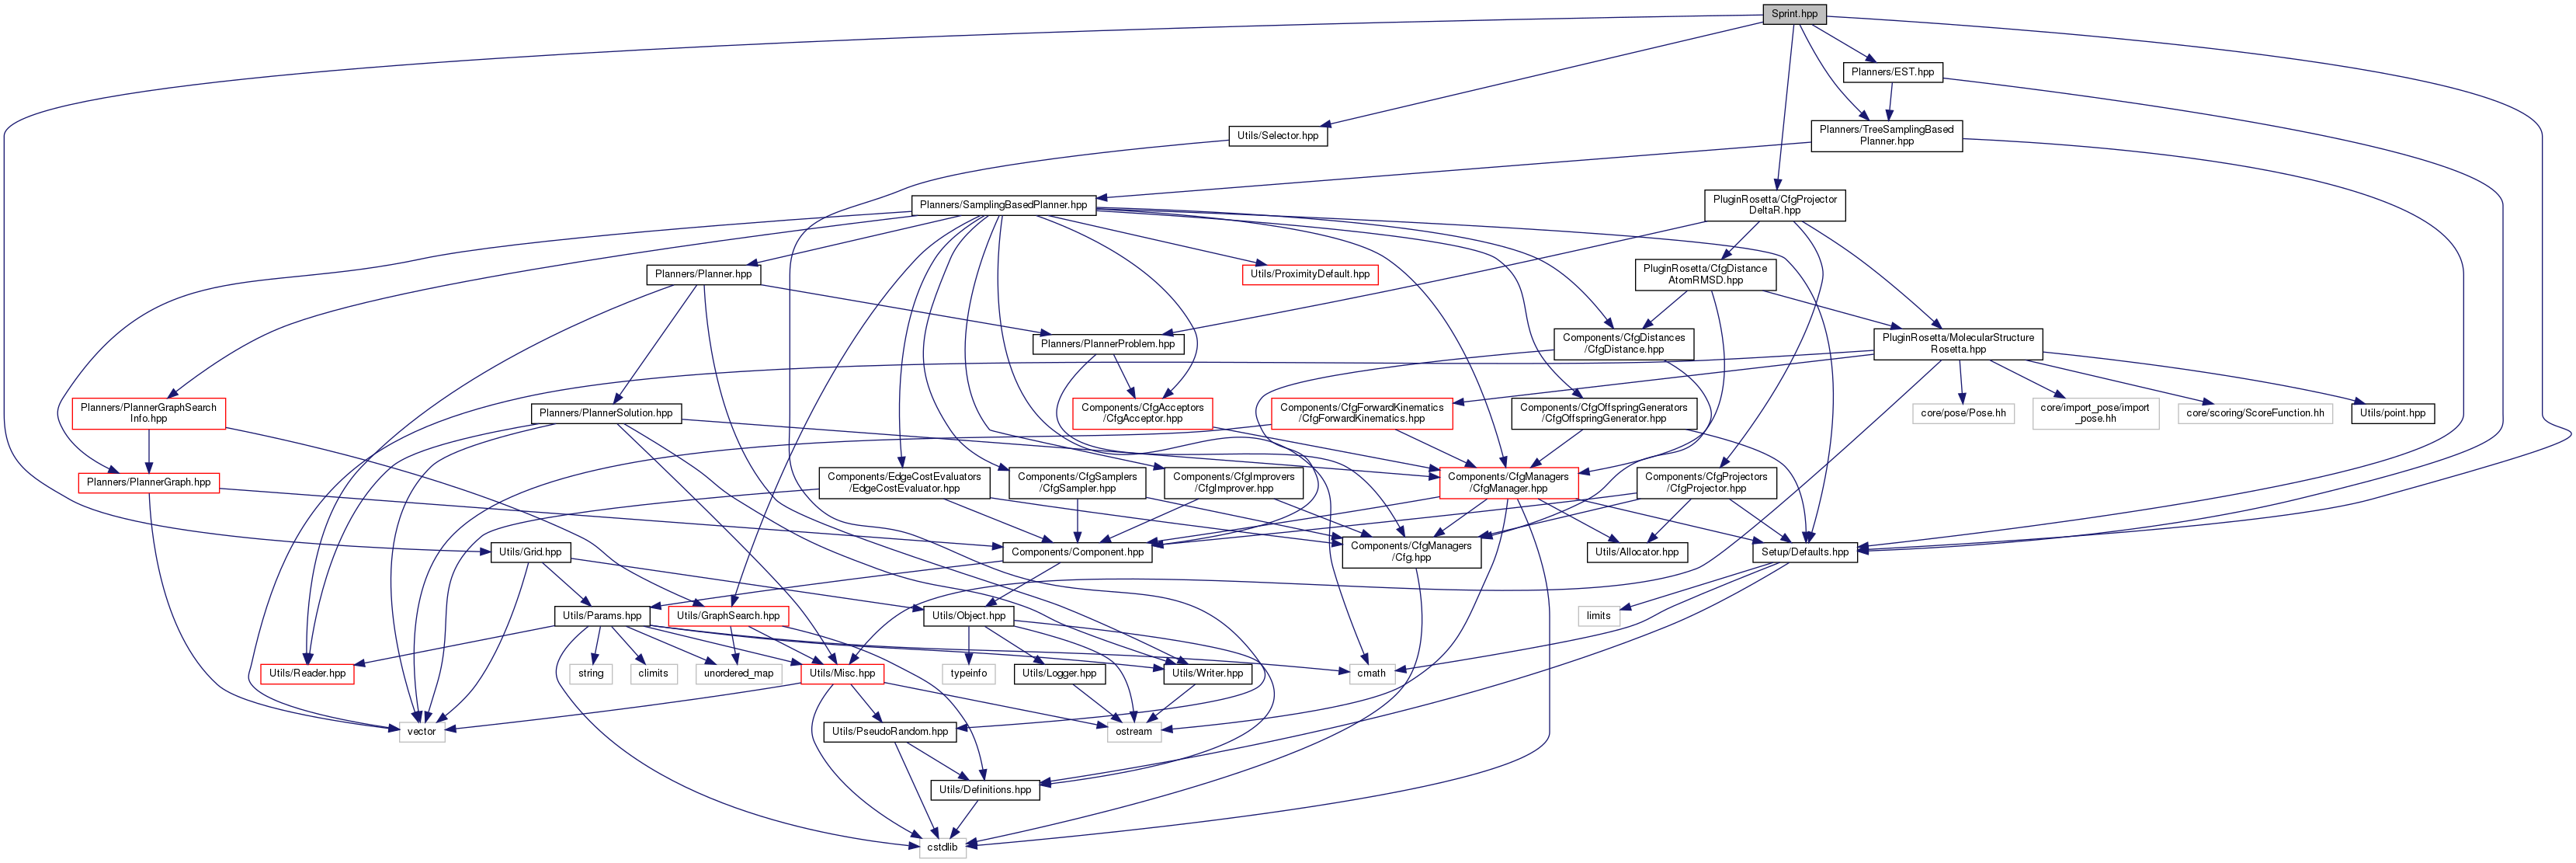 Sprint.hpp
Planners/EST.hpp
Utils/Selector.hpp
Planners/TreeSamplingBased
Planner.hpp
Planners/SamplingBasedPlanner.hpp
PluginRosetta/CfgProjector
DeltaR.hpp
Planners/Planner.hpp
Utils/ProximityDefault.hpp
PluginRosetta/CfgDistance
AtomRMSD.hpp
Planners/PlannerProblem.hpp
Components/CfgDistances
/CfgDistance.hpp
PluginRosetta/MolecularStructure
Rosetta.hpp
Planners/PlannerGraphSearch
Info.hpp
Planners/PlannerSolution.hpp
Components/CfgAcceptors
/CfgAcceptor.hpp
Components/CfgForwardKinematics
/CfgForwardKinematics.hpp
Components/CfgOffspringGenerators
/CfgOffspringGenerator.hpp
core/pose/Pose.hh
core/import_pose/import
_pose.hh
core/scoring/ScoreFunction.hh
Utils/point.hpp
Planners/PlannerGraph.hpp
Components/EdgeCostEvaluators
/EdgeCostEvaluator.hpp
Components/CfgSamplers
/CfgSampler.hpp
Components/CfgImprovers
/CfgImprover.hpp
Components/CfgManagers
/CfgManager.hpp
Components/CfgProjectors
/CfgProjector.hpp
Utils/Grid.hpp
Components/Component.hpp
Components/CfgManagers
/Cfg.hpp
Utils/Allocator.hpp
Setup/Defaults.hpp
Utils/Params.hpp
Utils/GraphSearch.hpp
Utils/Object.hpp
limits
Utils/Reader.hpp
string
climits
unordered_map
Utils/Misc.hpp
typeinfo
Utils/Logger.hpp
Utils/Writer.hpp
cmath
vector
Utils/PseudoRandom.hpp
ostream
Utils/Definitions.hpp
cstdlib